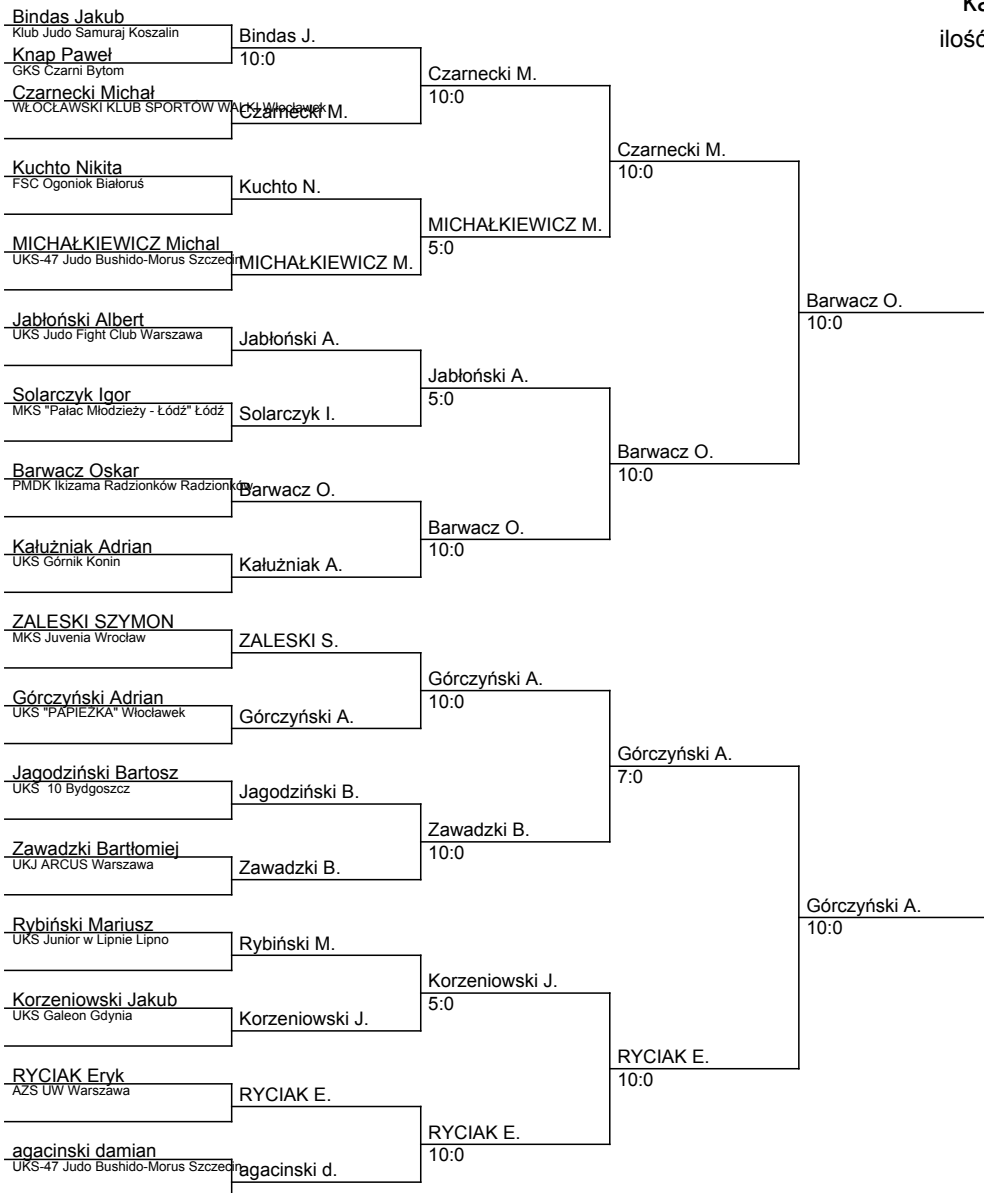 Bindas Jakub
Klub Judo Samuraj Koszalin
Knap Paweł
GKS Czarni Bytom
Czarnecki Michał
WŁOCŁAWSKI KLUB SPORTÓW WALKI Włocławek
Kuchto Nikita
FSC Ogoniok Białoruś
MICHAŁKIEWICZ Michal
UKS-47 Judo Bushido-Morus Szczecin
Jabłoński Albert
UKS Judo Fight Club Warszawa
Solarczyk Igor
MKS "Pałac Młodzieży - Łódź" Łódź
Barwacz Oskar
PMDK Ikizama Radzionków Radzionków
Kałużniak Adrian
UKS Górnik Konin
ZALESKI SZYMON
MKS Juvenia Wrocław
Górczyński Adrian
UKS "PAPIEŻKA" Włocławek
Jagodziński Bartosz
UKS 10 Bydgoszcz
Zawadzki Bartłomiej
UKJ ARCUS Warszawa
Rybiński Mariusz
UKS Junior w Lipnie Lipno
Korzeniowski Jakub
UKS Galeon Gdynia
RYCIAK Eryk
AZS UW Warszawa
agacinski damian
UKS-47 Judo Bushido-Morus Szczecin
Bindas J.
10:0
Czarnecki M.
Kuchto N.
MICHAŁKIEWICZ M.
Jabłoński A.
Solarczyk I.
Barwacz O.
Kałużniak A.
ZALESKI S.
Górczyński A.
Jagodziński B.
Zawadzki B.
Rybiński M.
Korzeniowski J.
RYCIAK E.
agacinski d.
Czarnecki M.
10:0
MICHAŁKIEWICZ M.
5:0
Jabłoński A.
5:0
Barwacz O.
10:0
Górczyński A.
10:0
Zawadzki B.
10:0
Korzeniowski J.
5:0
RYCIAK E.
10:0
Czarnecki M.
10:0
Barwacz O.
10:0
Górczyński A.
7:0
RYCIAK E.
10:0
Barwacz O.
10:0
Górczyński A.
10:0
ilość